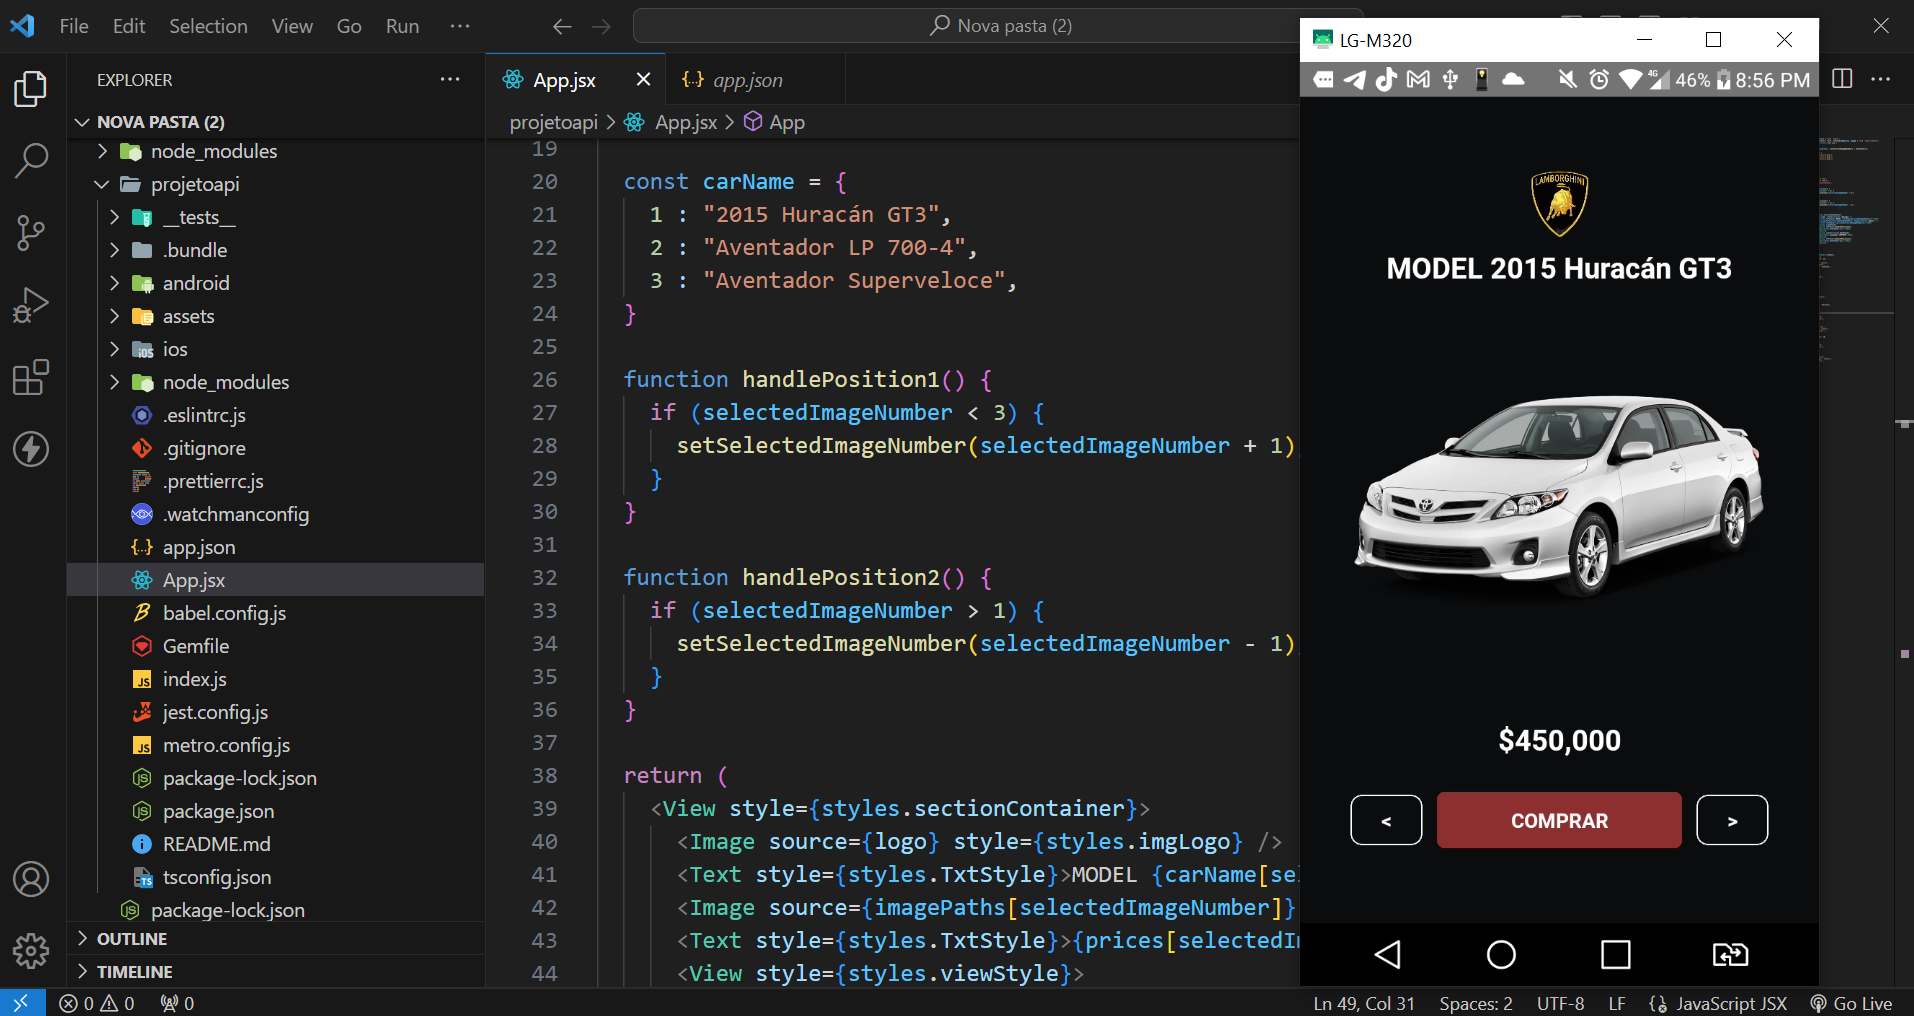 File Edit Selection View Go Run ···
Nova pasta (2)
EXPLORER
NOVA PASTA (2)
node_modules
projetoapi
__tests__
.bundle
android
assets
ios
node_modules
.eslintrc.js
.gitignore
.prettierrc.js
.watchmanconfig
app.json
App.jsx
babel.config.js
Gemfile
index.js
jest.config.js
metro.config.js
package-lock.json
package.json
README.md
tsconfig.json
package-lock.json
OUTLINE
TIMELINE
App.jsx
app.json
projetoapi > App.jsx > App
19
20 const carName = {
21 1 : "2015 Huracán GT3",
22 2 : "Aventador LP 700-4",
23 3 : "Aventador Superveloce",
24 }
25
26 function handlePosition1() {
27 if (selectedImageNumber < 3) {
28 setSelectedImageNumber(selectedImageNumber + 1)
29 }
30 }
31
32 function handlePosition2() {
33 if (selectedImageNumber > 1) {
34 setSelectedImageNumber(selectedImageNumber - 1)
35 }
36 }
37
38 return (
39 <View style={styles.sectionContainer}>
40 <Image source={logo} style={styles.imgLogo} />
41 <Text style={styles.TxtStyle}>MODEL {carName[se
42 <Image source={imagePaths[selectedImageNumber]}
43 <Text style={styles.TxtStyle}>{prices[selectedI
44 <View style={styles.viewStyle}>
LG-M320
4G 46% 8:56 PM
LAMBORGHINI
MODEL 2015 Huracán GT3
$450,000
< COMPRAR >
0 0 0
Ln 49, Col 31 Spaces: 2 UTF-8 LF JavaScript JSX Go Live